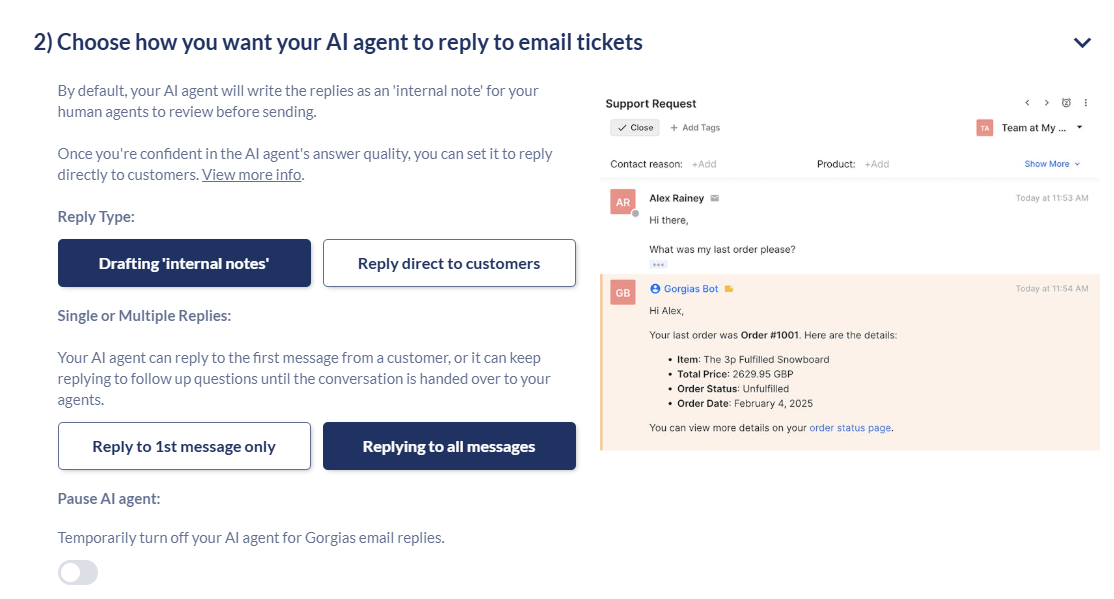 2) Choose how you want your AI agent to reply to email tickets
By default, your AI agent will write the replies as an 'internal note' for your
human agents to review before sending.
Once you're confident in the AI agent's answer quality, you can set it to reply
directly to customers. View more info.
Reply Type:
Drafting 'internal notes'
Reply direct to customers
Single or Multiple Replies:
Your AI agent can reply to the first message from a customer, or it can keep
replying to follow up questions until the conversation is handed over to your
agents.
Reply to 1st message only
Replying to all messages
Pause AI agent:
Temporarily turn off your AI agent for Gorgias email replies.
Support Request
Close
+ Add Tags
TA
Team at My ...
Contact reason: +Add
Product: +Add
Show More
AR
Alex Rainey
Today at 11:53 AM
Hi there,
What was my last order please?
GB
Gorgias Bot
Today at 11:54 AM
Hi Alex,
Your last order was Order #1001. Here are the details:
• Item: The 3p Fulfilled Snowboard
• Total Price: 2629.95 GBP
• Order Status: Unfulfilled
• Order Date: February 4, 2025
You can view more details on your order status page.